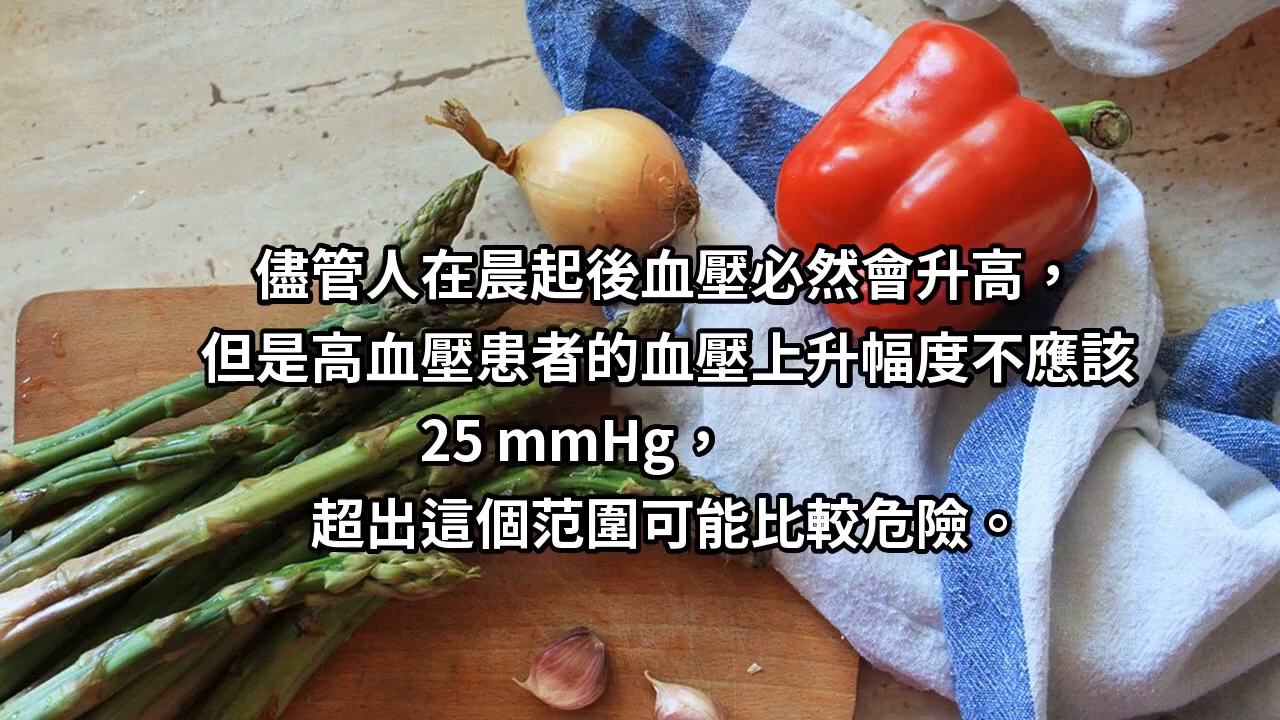 儘管人在晨起後血壓必然會升高，
但是高血壓患者的血壓上升幅度不應該
25 mmHg，
超出這個范圍可能比較危險。